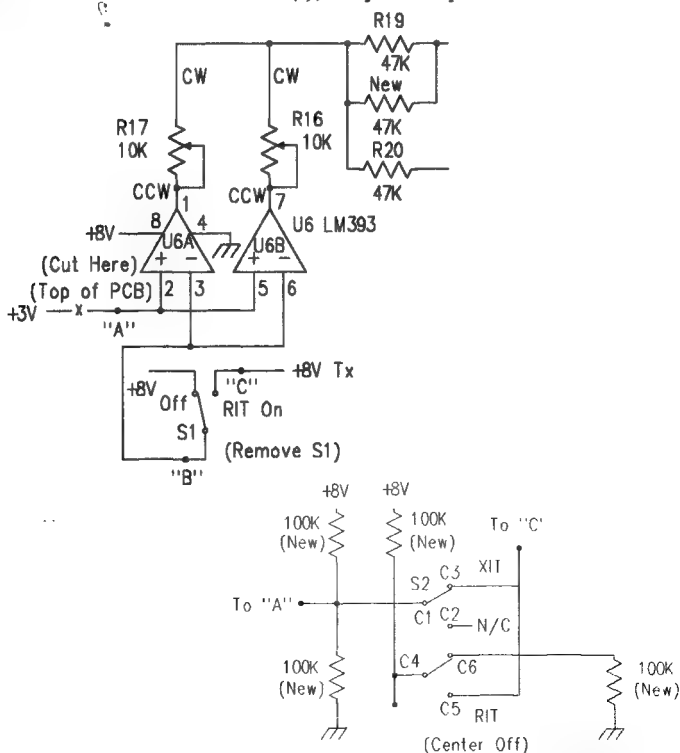 R19
47K
New
47K
R20
47K
CW
CW
R17
10K
R16
10K
CCW
CCW
1
7
8
4
+8V
U6A
U6B
U6 LM393
+ −
+ −
(Cut Here)
(Top of PCB)
2
3
5
6
+3V
x
"A"
+8V
Off
"C"
+8V Tx
RIT On
S1
(Remove S1)
"B"
+8V
+8V
100K
(New)
100K
(New)
To "C'
S2
C3
XIT
To "A"
C1
C2
N/C
100K
(New)
C4
C6
100K
(New)
C5
RIT
(Center Off)